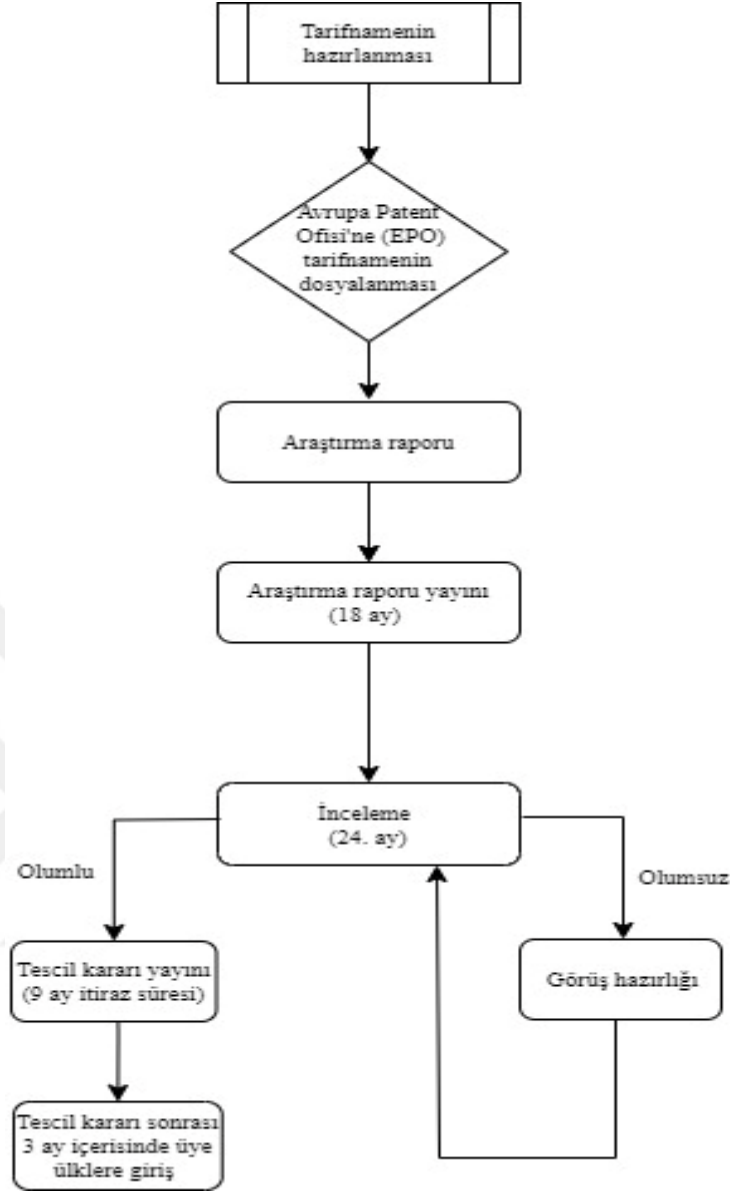 Tarifnamenin
hazırlanması
Avrupa Patent
Ofisi'ne (EPO)
tarifnamenin
dosyalanması
Araştırma raporu
Araştırma raporu yayını
(18 ay)
İnceleme
(24. ay)
Olumlu
Olumsuz
Tescil kararı yayını
(9 ay itiraz süresi)
Görüş hazırlığı
Tescil kararı sonrası
3 ay içerisinde üye
ülklere giriş